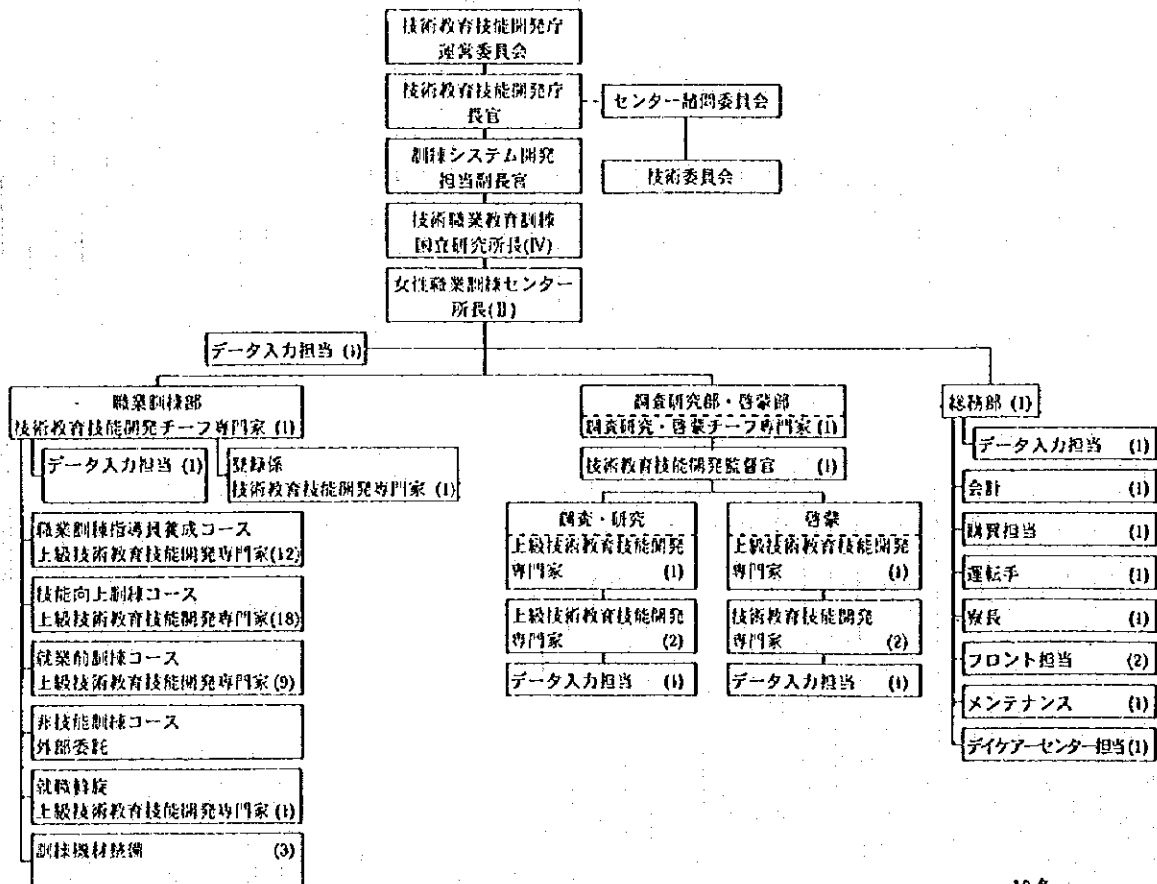 技術教育技能開発庁
運営委員会
技術教育技能開発庁
長官
センター諮問委員会
訓練システム開発
担当副長官
技術委員会
技術職業教育訓練
国立研究所長(IV)
女性職業訓練センター
所長(II)
データ入力担当 (1)
職業訓練部
技術教育技能開発チーフ専門家 (1)
データ入力担当 (1)
登録係
技術教育技能開発専門家 (1)
職業訓練指導員養成コース
上級技術教育技能開発専門家(12)
技能向上訓練コース
上級技術教育技能開発専門家(18)
就業前訓練コース
上級技術教育技能開発専門家(9)
非技能訓練コース
外部委託
就職斡旋
上級技術教育技能開発専門家(1)
訓練機材整備 (3)
調査研究部・啓蒙部
調査研究・啓蒙チーフ専門家 (1)
技術教育技能開発監督官 (1)
調査・研究
上級技術教育技能開発
専門家 (1)
上級技術教育技能開発
専門家 (2)
データ入力担当 (1)
啓蒙
上級技術教育技能開発
専門家 (1)
技術教育技能開発
専門家 (2)
データ入力担当 (1)
総務部 (1)
データ入力担当 (1)
会計 (1)
購買担当 (1)
運転手 (1)
寮長 (1)
フロント担当 (2)
メンテナンス (1)
デイケアーセンター担当(1)